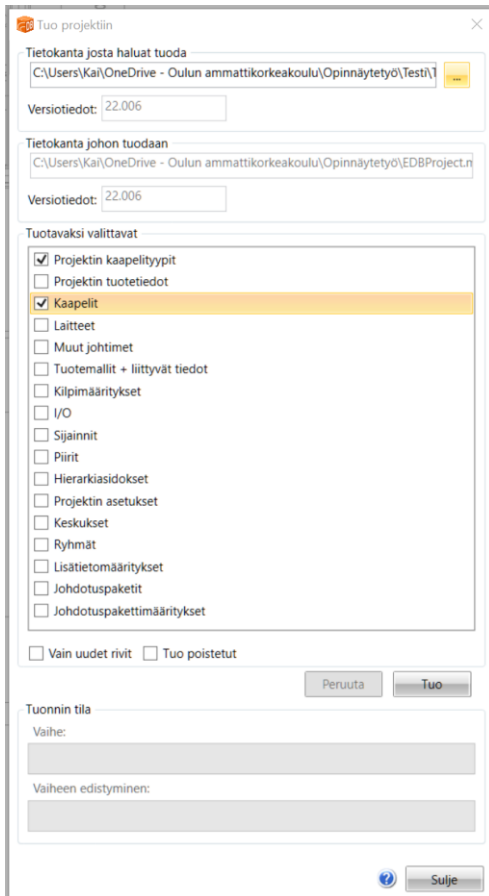 Tuo projektiin
Tietokanta josta haluat tuoda
C:\Users\Kai\OneDrive - Oulun ammattikorkeakoulu\Opinnäytetyö\Testi\T
...
Versiotiedot: 22.006
Tietokanta johon tuodaan
C:\Users\Kai\OneDrive - Oulun ammattikorkeakoulu\Opinnäytetyö\EDBProject.m
Versiotiedot: 22.006
Tuotavaksi valittavat
Projektin kaapelityypit
Projektin tuotetiedot
Kaapelit
Laitteet
Muut johtimet
Tuotemallit + liittyvät tiedot
Kilpimääritykset
I/O
Sijainnit
Piirit
Hierarkiasidokset
Projektin asetukset
Keskukset
Ryhmät
Lisätietomääritykset
Johdotuspaketit
Johdotuspakettimääritykset
Vain uudet rivit Tuo poistetut
Peruuta Tuo
Tuonnin tila
Vaihe:
Vaiheen edistyminen:
? Sulje